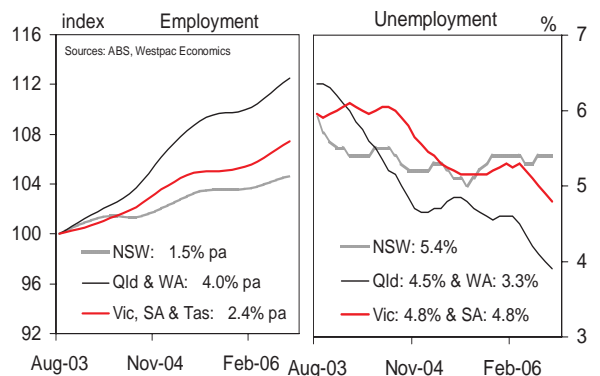 index Employment
116
112
108
104
100
96
92
Sources: ABS, Westpac Economics
NSW: 1.5% pa
Qld & WA: 4.0% pa
Vic, SA & Tas: 2.4% pa
Aug-03 Nov-04 Feb-06
Unemployment %
7
6
5
4
3
NSW: 5.4%
Qld: 4.5% & WA: 3.3%
Vic: 4.8% & SA: 4.8%
Aug-03 Nov-04 Feb-06